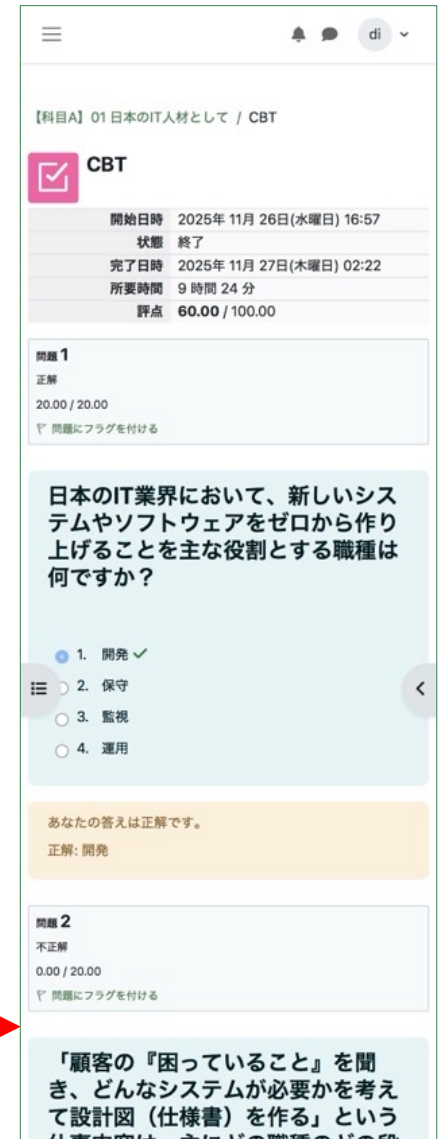 di
【科目A】01 日本のIT人材として / CBT
CBT
開始日時 2025年 11月 26日(水曜日) 16:57
状態 終了
完了日時 2025年 11月 27日(木曜日) 02:22
所要時間 9 時間 24 分
評点 60.00 / 100.00
問題 1
正解
20.00 / 20.00
問題にフラグを付ける
日本のIT業界において、新しいシス
テムやソフトウェアをゼロから作り
上げることを主な役割とする職種は
何ですか？
1. 開発
2. 保守
3. 監視
4. 運用
あなたの答えは正解です。
正解: 開発
問題 2
不正解
0.00 / 20.00
問題にフラグを付ける
「顧客の『困っていること』を聞
き、どんなシステムが必要かを考え
て設計図（仕様書）を作る」という